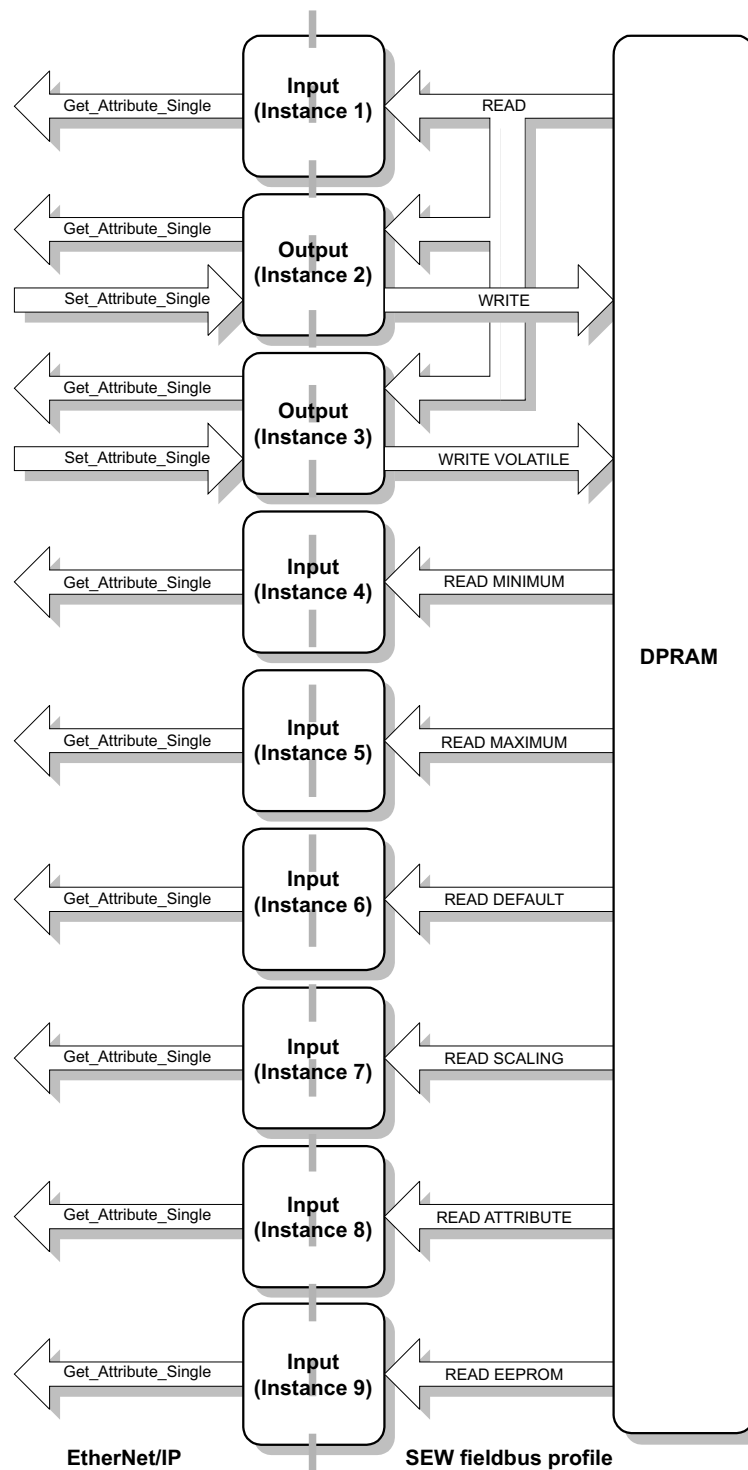 Input
(Instance 1)
Get_Attribute_Single
READ
Get_Attribute_Single
Output
(Instance 2)
Set_Attribute_Single
WRITE
Get_Attribute_Single
Output
(Instance 3)
Set_Attribute_Single
WRITE VOLATILE
Input
(Instance 4)
Get_Attribute_Single
READ MINIMUM
DPRAM
Input
(Instance 5)
Get_Attribute_Single
READ MAXIMUM
Input
(Instance 6)
Get_Attribute_Single
READ DEFAULT
Input
(Instance 7)
Get_Attribute_Single
READ SCALING
Input
(Instance 8)
Get_Attribute_Single
READ ATTRIBUTE
Input
(Instance 9)
Get_Attribute_Single
READ EEPROM
EtherNet/IP
SEW fieldbus profile